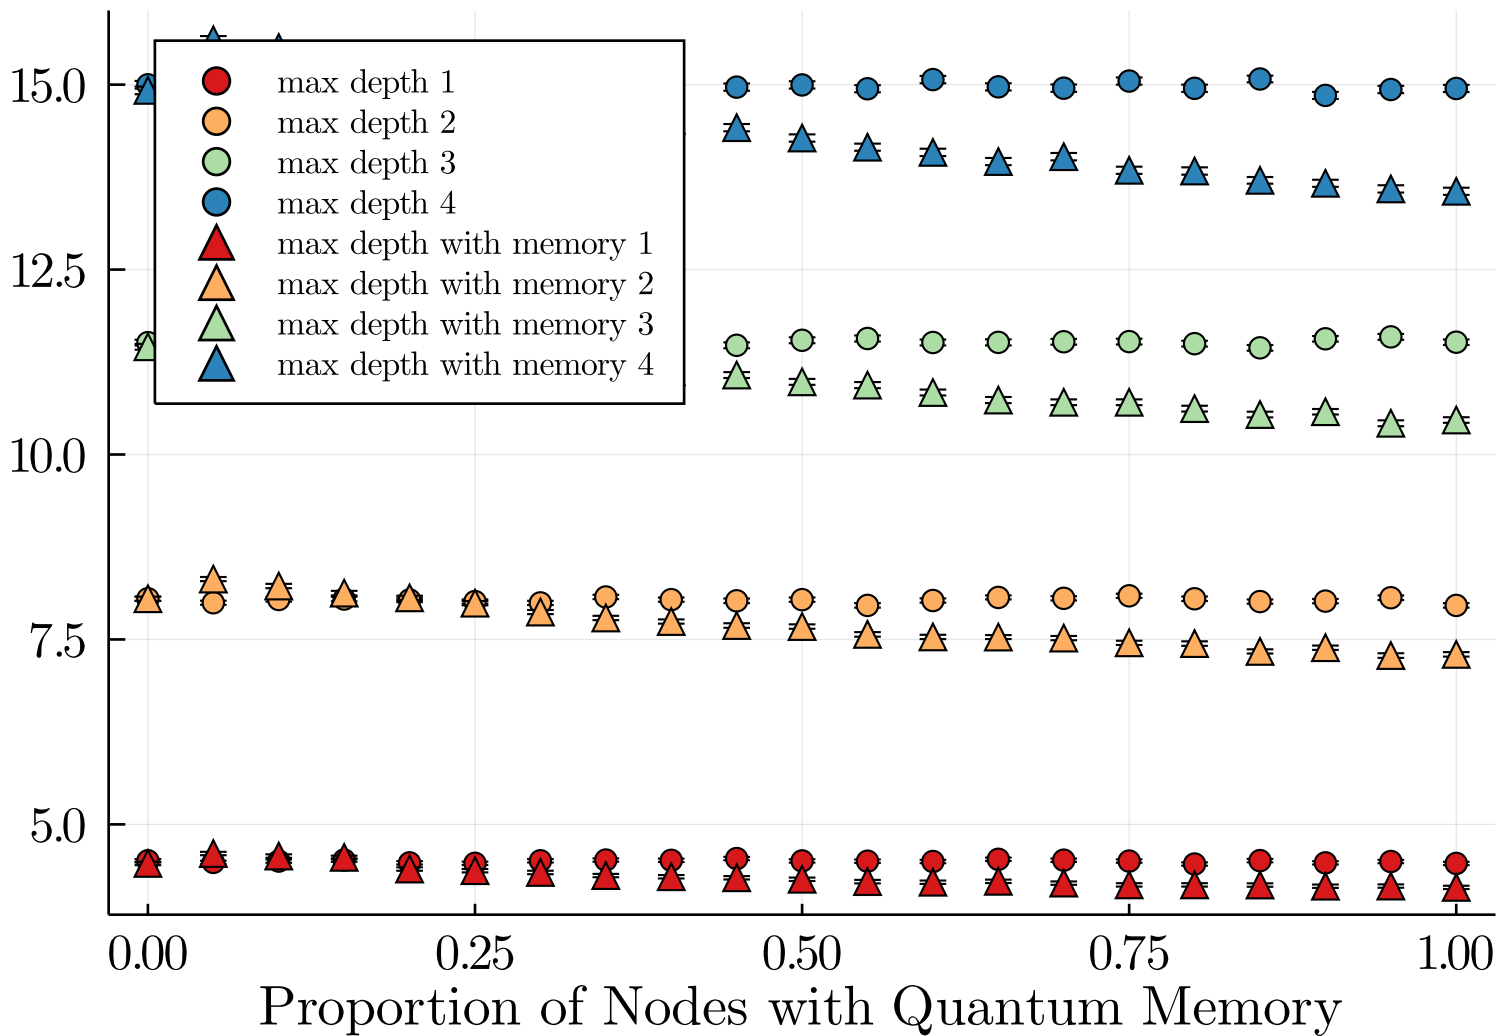 15.0
12.5
10.0
7.5
5.0
max depth 1
max depth 2
max depth 3
max depth 4
max depth with memory 1
max depth with memory 2
max depth with memory 3
max depth with memory 4
0.00 0.25 0.50 0.75 1.00
Proportion of Nodes with Quantum Memory